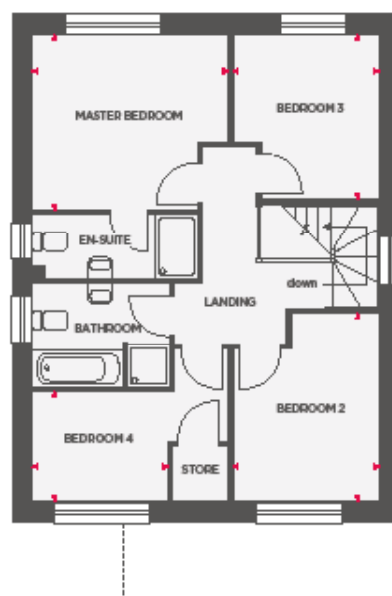 BEDROOM 3
MASTER BEDROOM
EN-SUITE
down
LANDING
BATHROOM
BEDROOM 2
BEDROOM 4
STORE